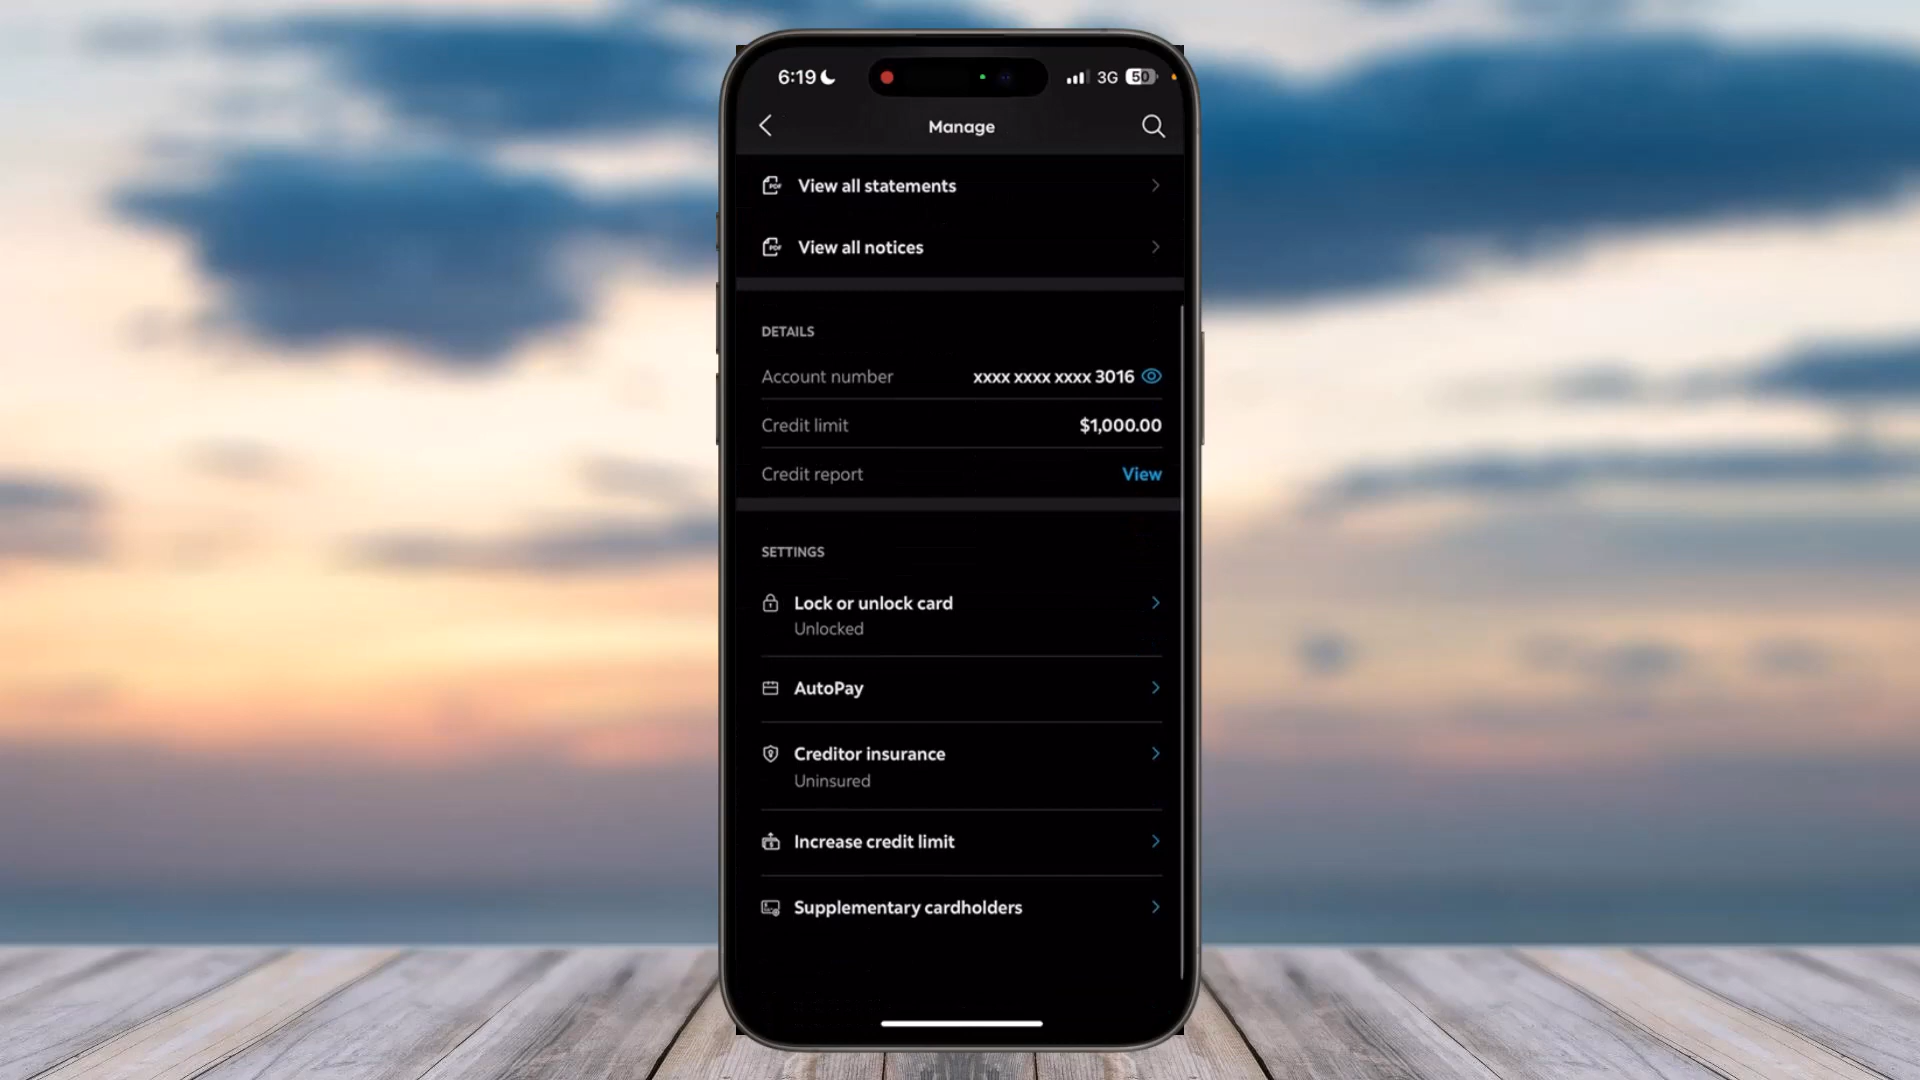 6:19 3G 50
Manage
View all statements
View all notices
DETAILS
Account number xxxx xxxx xxxx 3016
Credit limit $1,000.00
Credit report View
SETTINGS
Lock or unlock card
Unlocked
AutoPay
Creditor insurance
Uninsured
Increase credit limit
Supplementary cardholders